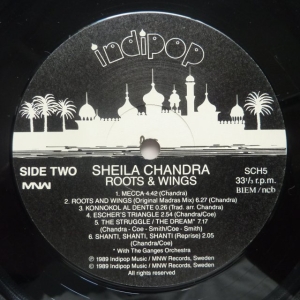 indipop
SIDE TWO
MNW
SHEILA CHANDRA
ROOTS & WINGS
SCH5
33⅓ r.p.m.
BIEM/ncb
1. MECCA 4:42 (Chandra)
2. ROOTS AND WINGS (Original Madras Mix) 6.27 (Chandra)
3. KONNOKOL AL DENTE 0.26 (Trad. arr. Chandra)
4. ESCHER'S TRIANGLE 2.54 (Chandra/Coe)
5. THE STRUGGLE / THE DREAM* 7.17
(Chandra - Coe - Smith/Coe - Smith)
6. SHANTI, SHANTI, SHANTI (Reprise) 2.05
(Chandra/Coe)
* With The Ganges Orchestra
℗ 1989 Indipop Music / MNW Records, Sweden
© 1989 Indipop Music / MNW Records, Sweden
All rights reserved